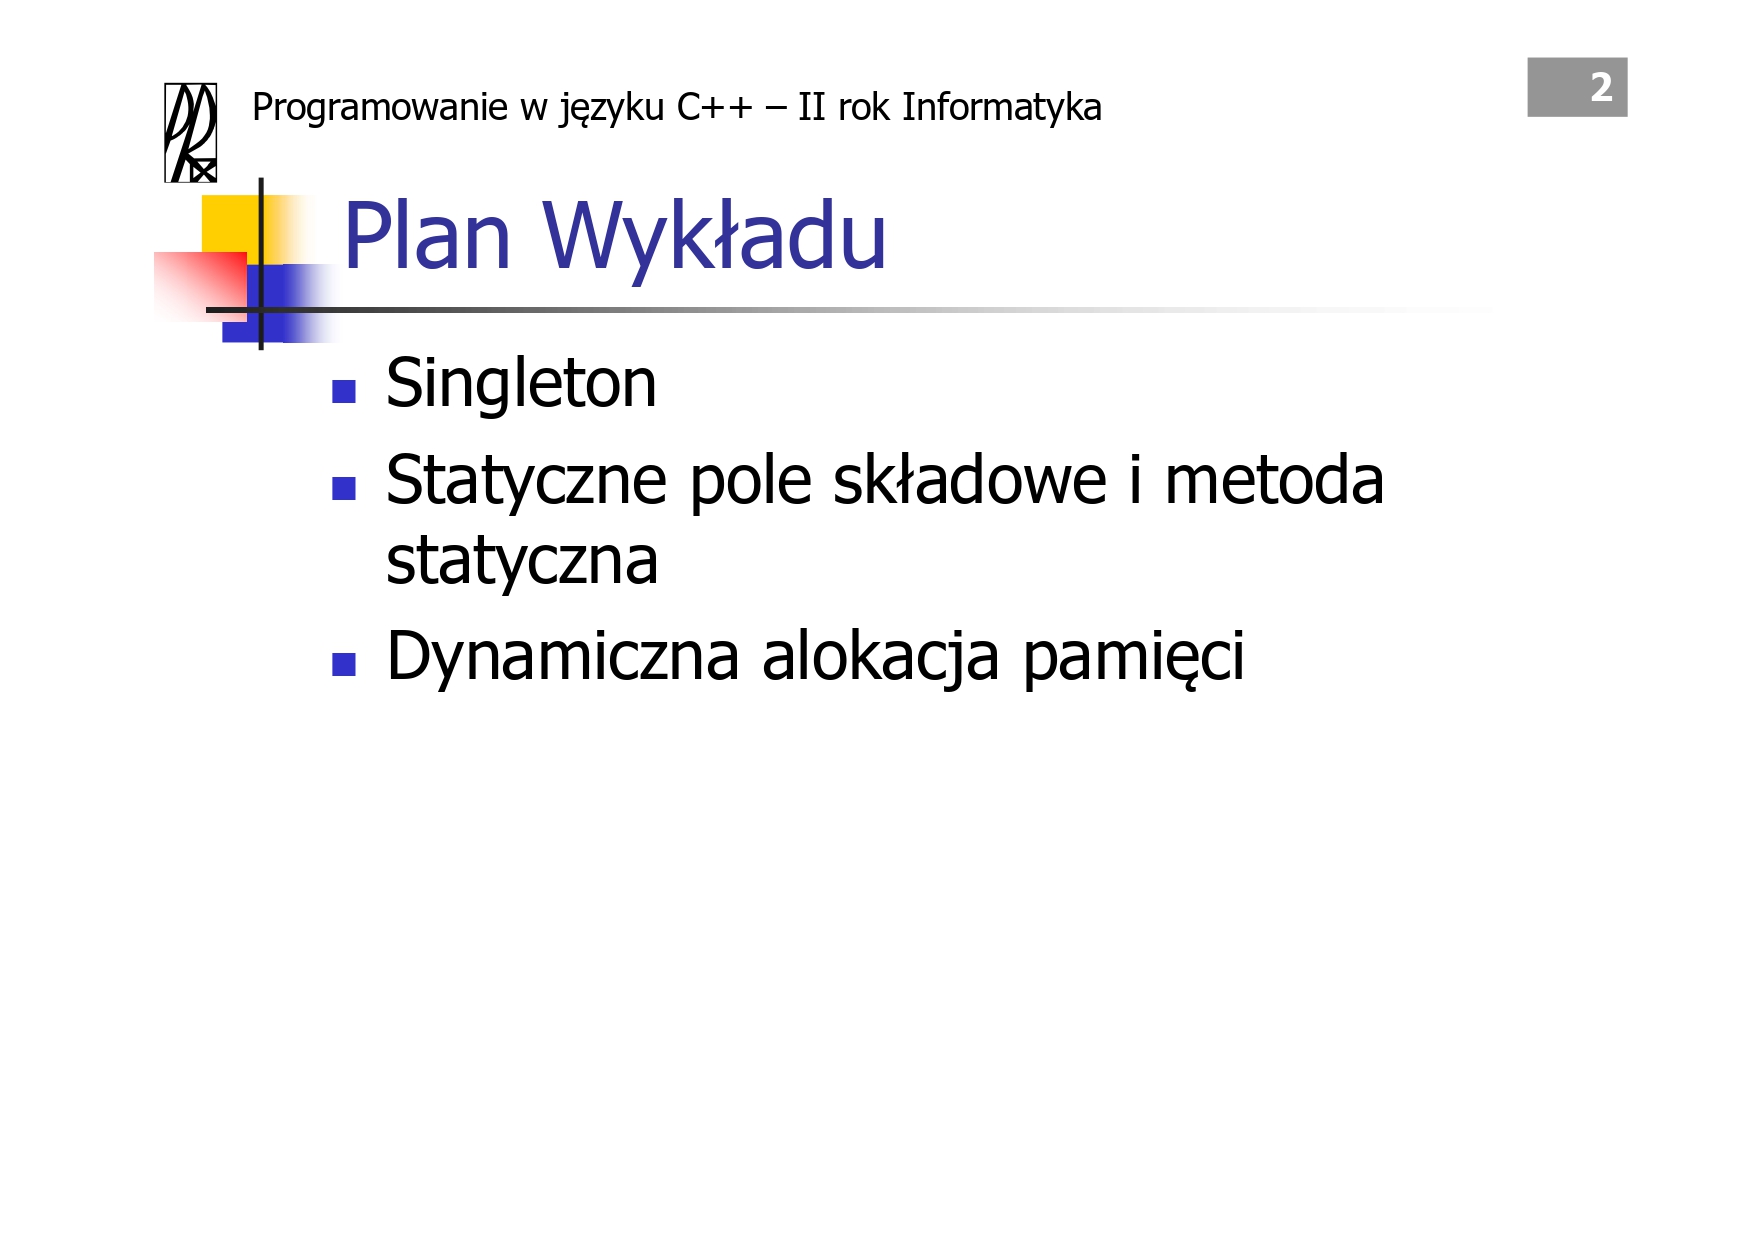 Programowanie w języku C++ – II rok Informatyka
2
Plan Wykładu
Singleton
Statyczne pole składowe i metoda
statyczna
Dynamiczna alokacja pamięci